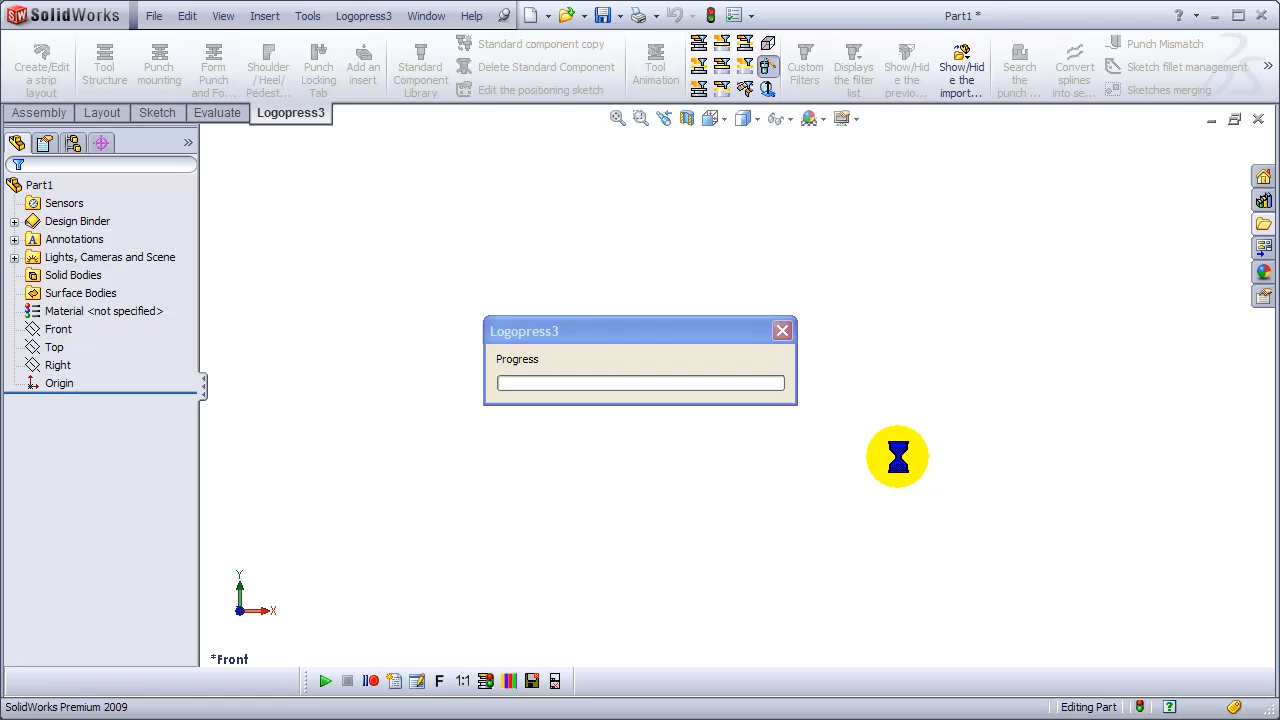 SolidWorks File Edit View Insert Tools Logopress3 Window Help Part1 *
Create/Edit a strip layou... Tool Structure Punch mounting Form Punch and Fo... Shoulder / Heel / Pedest... Punch Locking Tab Add an insert Standard Component Library
Standard component copy
Delete Standard Component
Edit the positioning sketch
Tool Animation Custom Filters Displays the filter list Show/Hide the previo... Show/Hide the import... Search the punch ... Convert splines into se...
Punch Mismatch
Sketch fillet management
Sketches merging
Assembly Layout Sketch Evaluate Logopress3
Part1
Sensors
Design Binder
Annotations
Lights, Cameras and Scene
Solid Bodies
Surface Bodies
Material <not specified>
Front
Top
Right
Origin
Logopress3
Progress
Y
X
*Front
F 1:1
SolidWorks Premium 2009 Editing Part